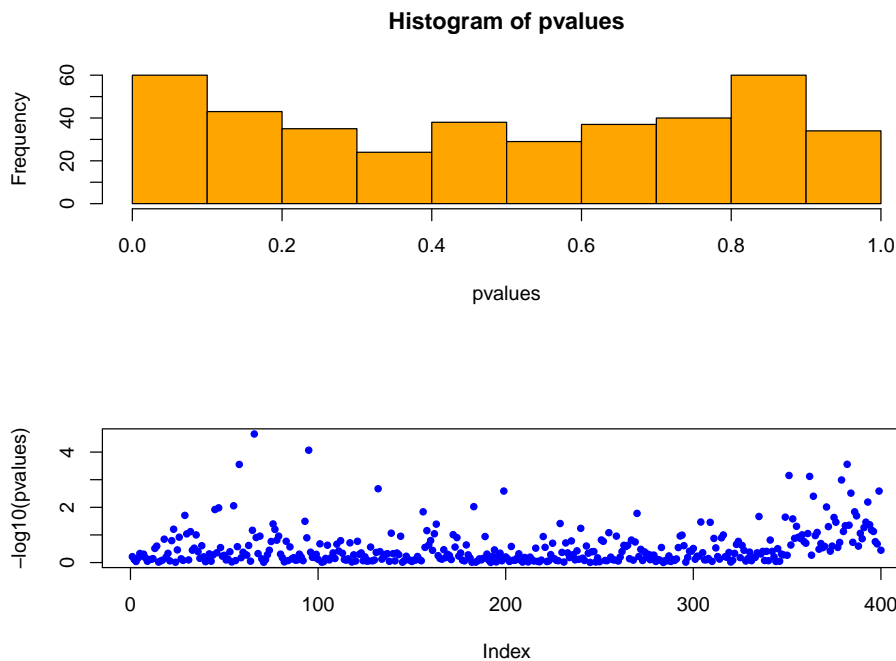 Histogram of pvalues
Frequency
60
40
20
0
0.0 0.2 0.4 0.6 0.8 1.0
pvalues
−log10(pvalues)
4
2
0
0 100 200 300 400
Index